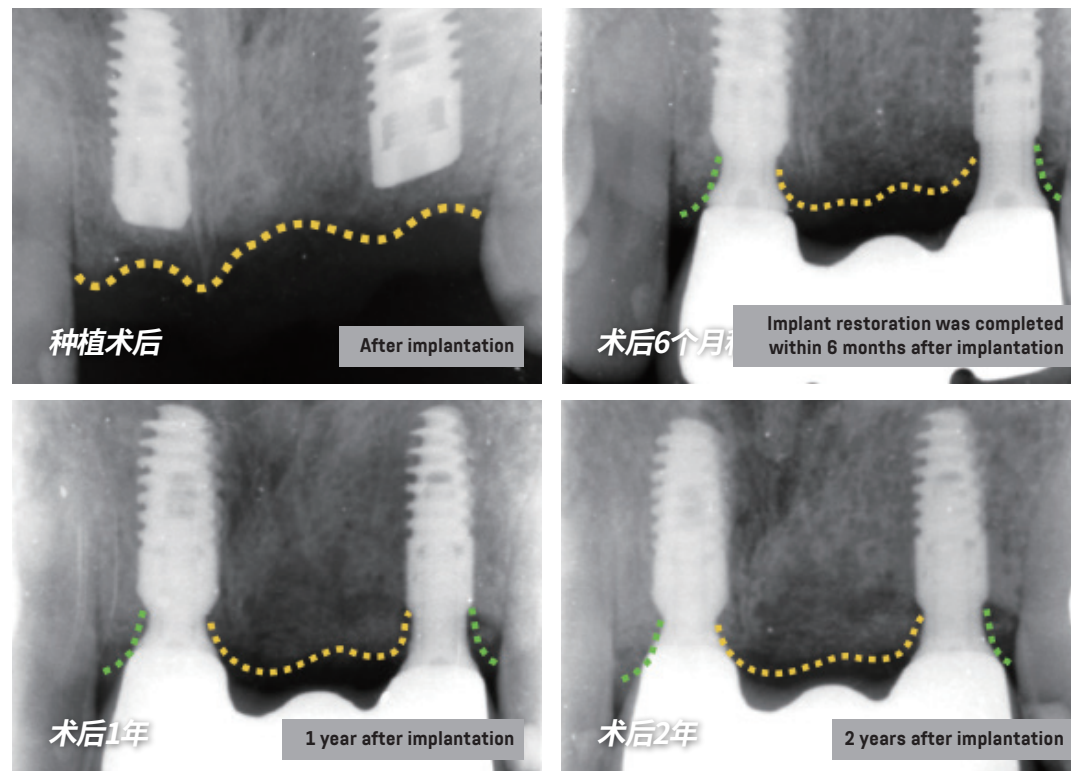 种植术后
After implantation
术后6个月
Implant restoration was completed
within 6 months after implantation
术后1年
1 year after implantation
术后2年
2 years after implantation